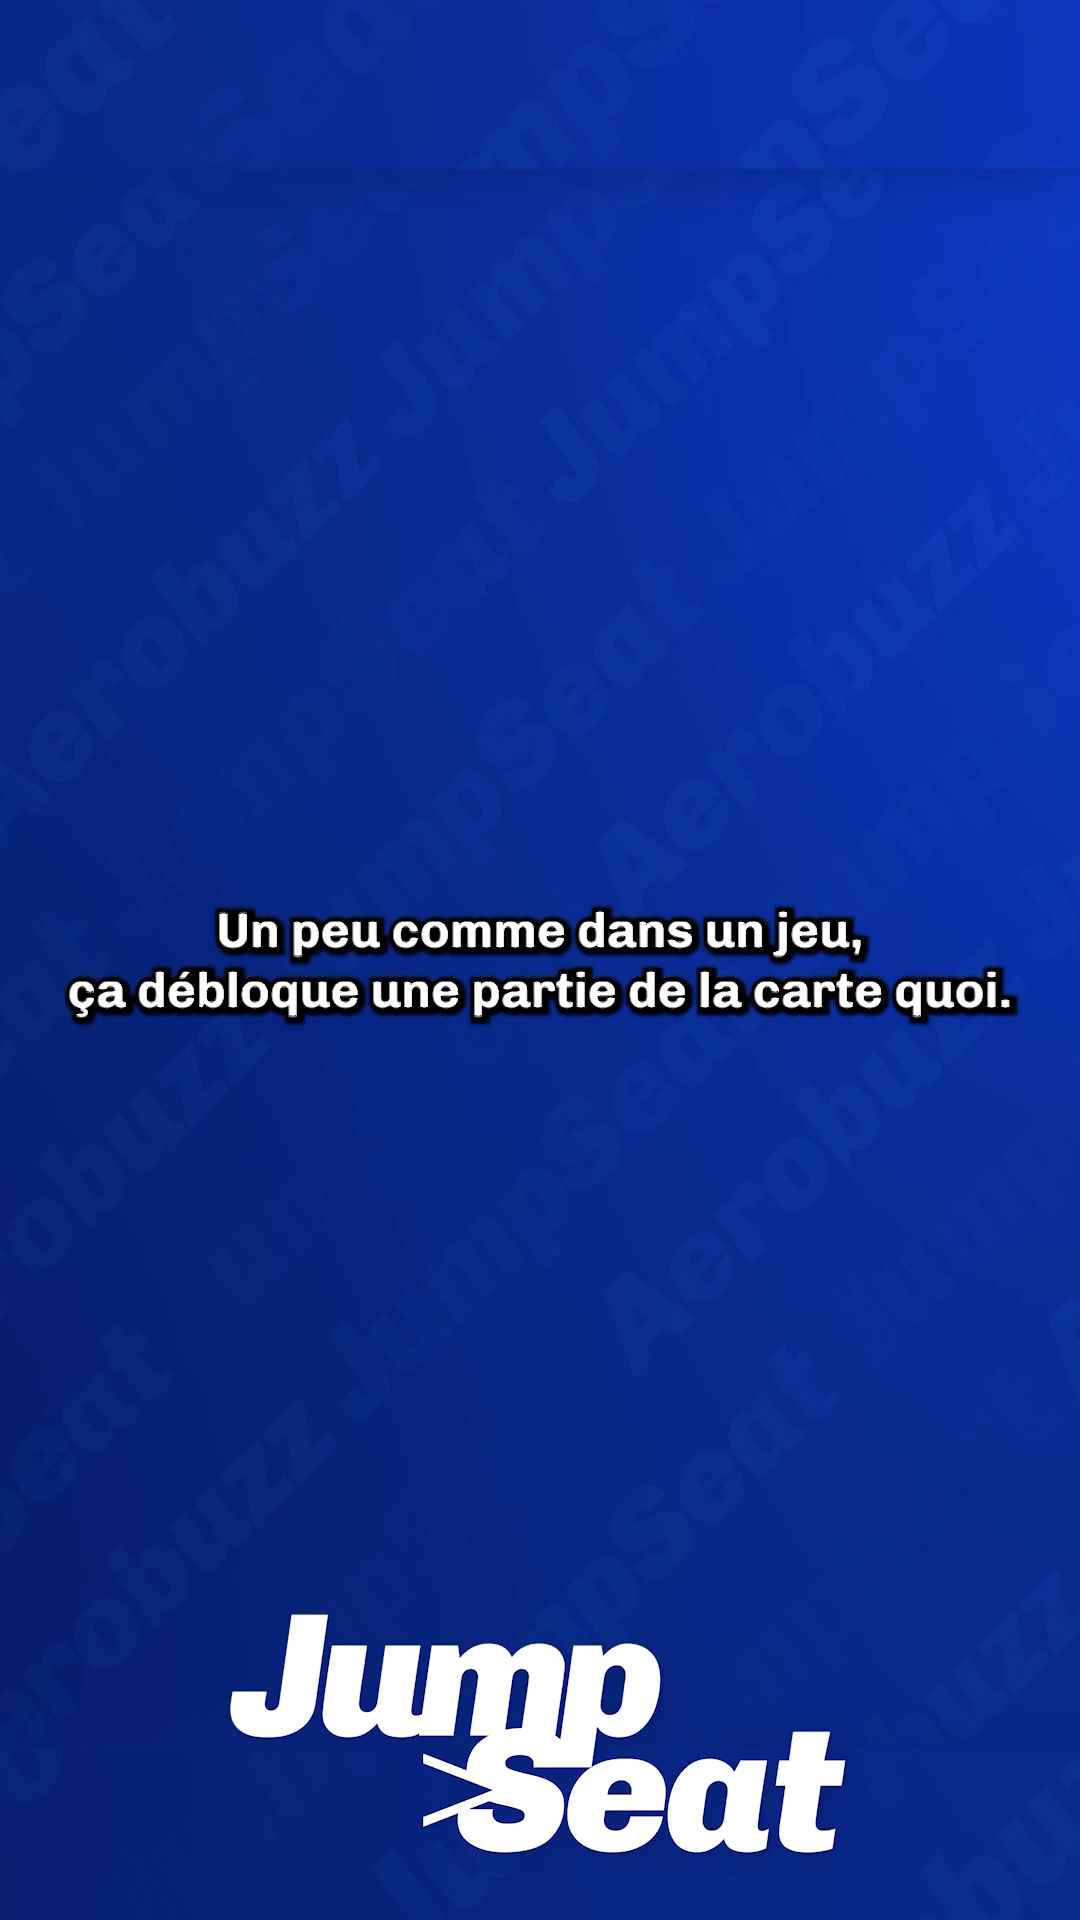 Un peu comme dans un jeu,
ça débloque une partie de la carte quoi.
Jump
Seat